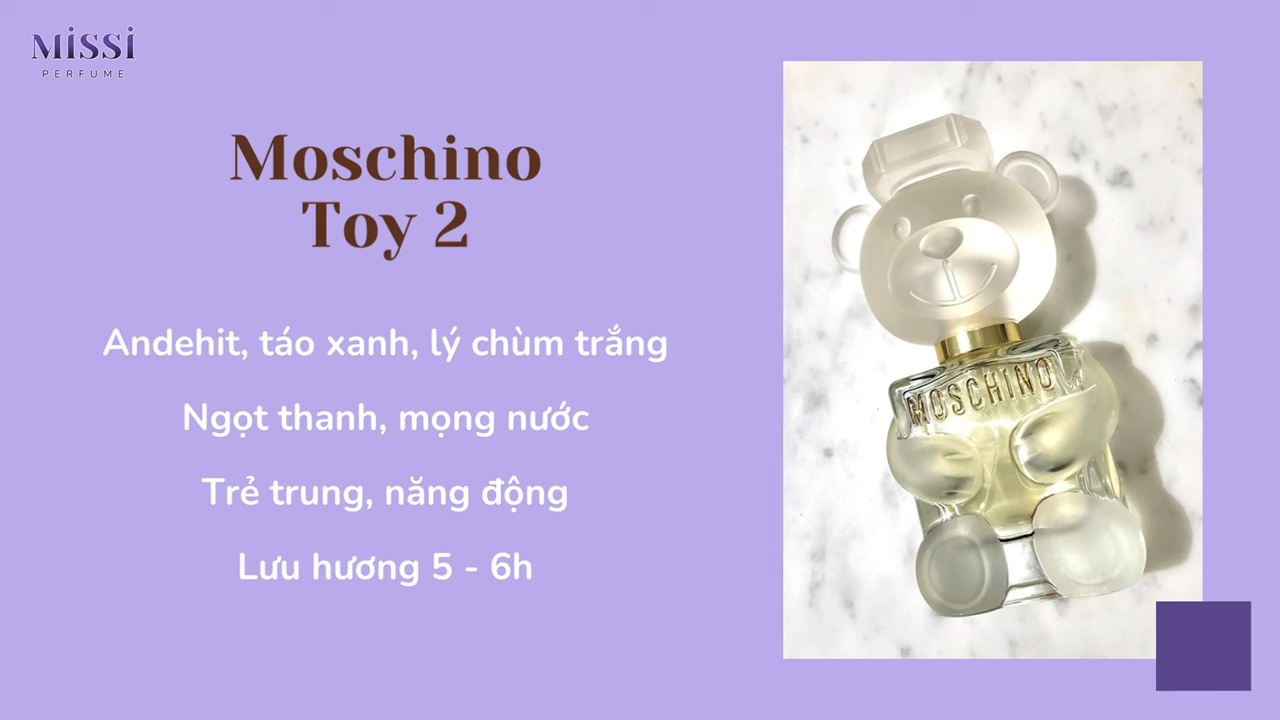 MISSI
PERFUME
Moschino
Toy 2
Andehit, táo xanh, lý chùm trắng
Ngọt thanh, mọng nước
Trẻ trung, năng động
Lưu hương 5 - 6h
MOSCHINO